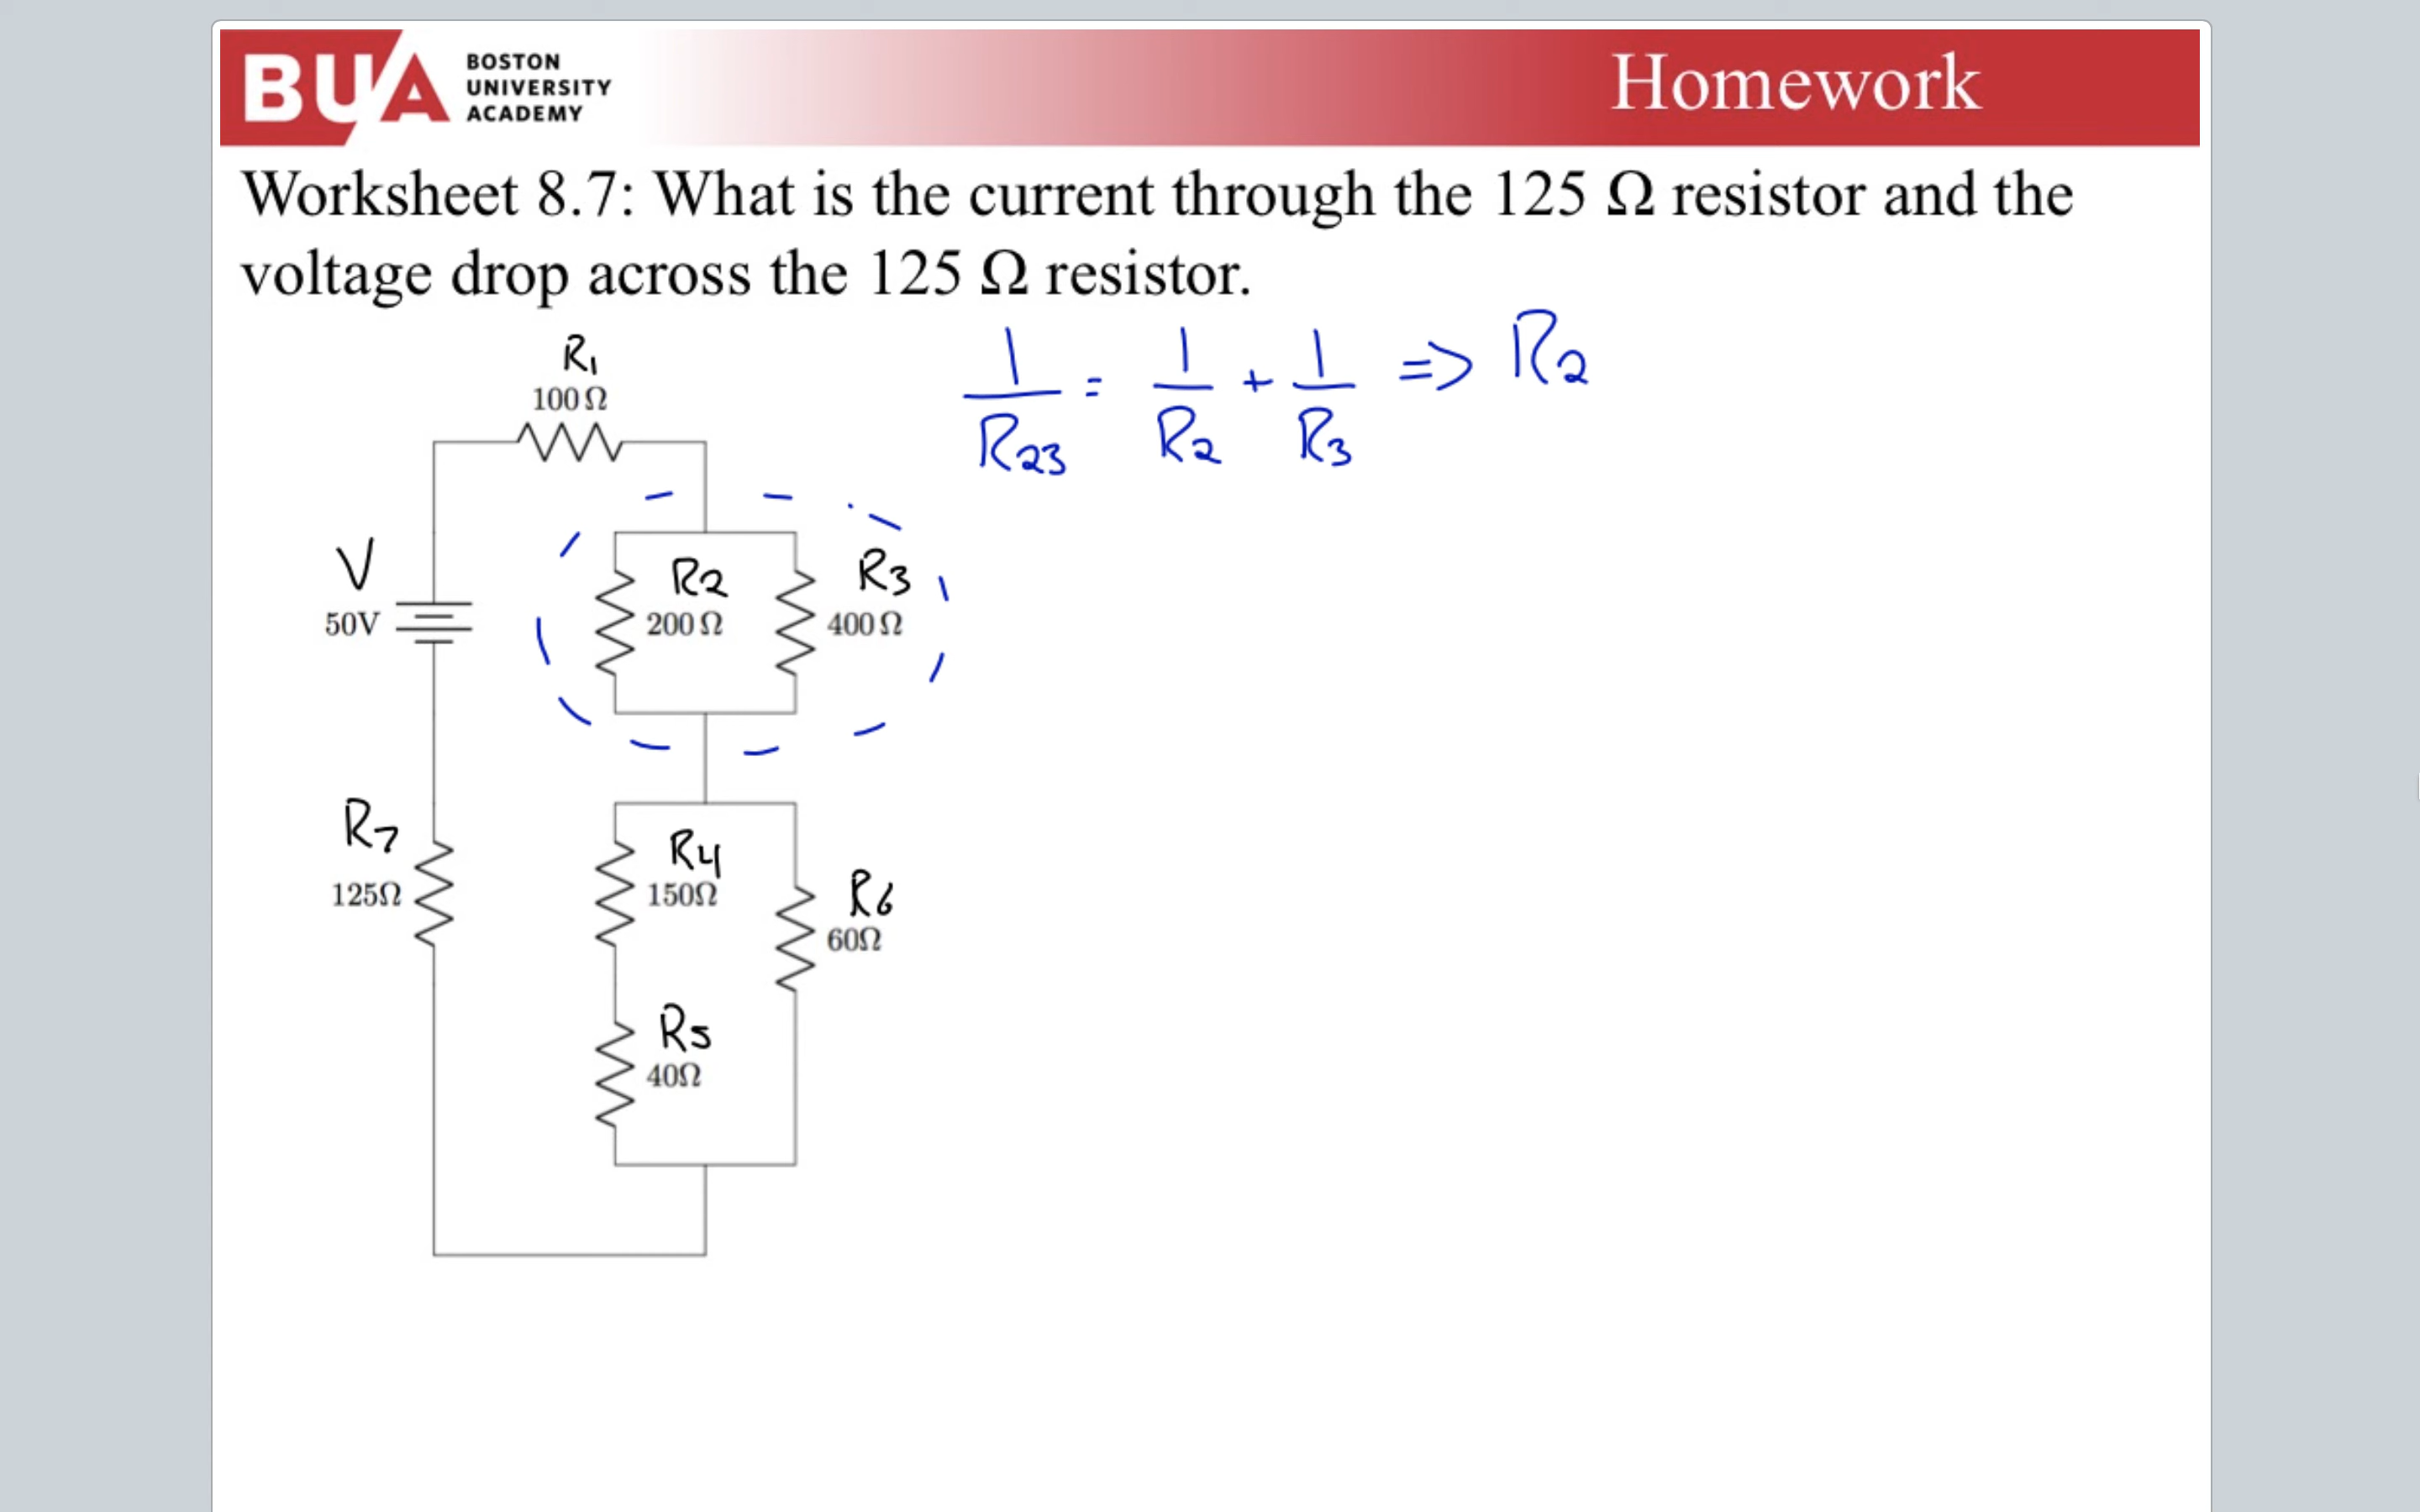 BUA BOSTON UNIVERSITY ACADEMY
Homework
Worksheet 8.7: What is the current through the 125 Ω resistor and the
voltage drop across the 125 Ω resistor.
1/R23 = 1/R2 + 1/R3 => R2
R1
100 Ω
V
50V
R2
200 Ω
R3
400 Ω
R7
125Ω
R4
150Ω
R6
60Ω
R5
40Ω